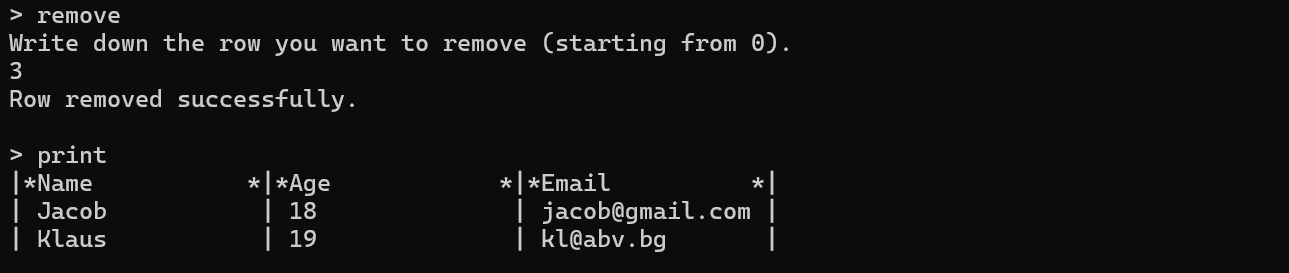 > remove
Write down the row you want to remove (starting from 0).
3
Row removed successfully.
> print
|*Name           *|*Age            *|*Email          *|
| Jacob           | 18              | jacob@gmail.com |
| Klaus           | 19              | kl@abv.bg       |